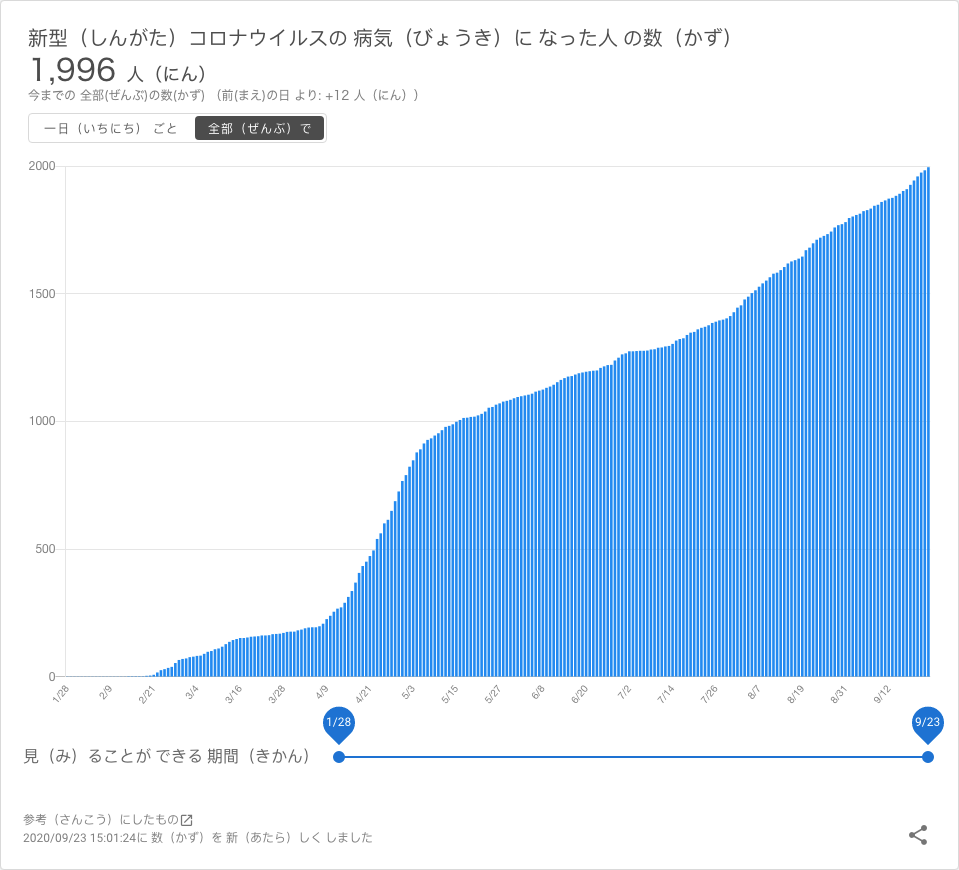 新型（しんがた）コロナウイルスの 病気（びょうき）に なった人 の数（かず）
1,996 人（にん）
今までの 全部(ぜんぶ)の数(かず) （前(まえ)の日 より: +12 人（にん））
一日（いちにち） ごと 全部（ぜんぶ）で
2000
1500
1000
500
0
1/28 2/9 2/21 3/4 3/16 3/28 4/9 4/21 5/3 5/15 5/27 6/8 6/20 7/2 7/14 7/26 8/7 8/19 8/31 9/12
1/28 9/23
見（み）ることが できる 期間（きかん）
参考（さんこう）にしたもの
2020/09/23 15:01:24に 数（かず）を 新（あたら）しく しました